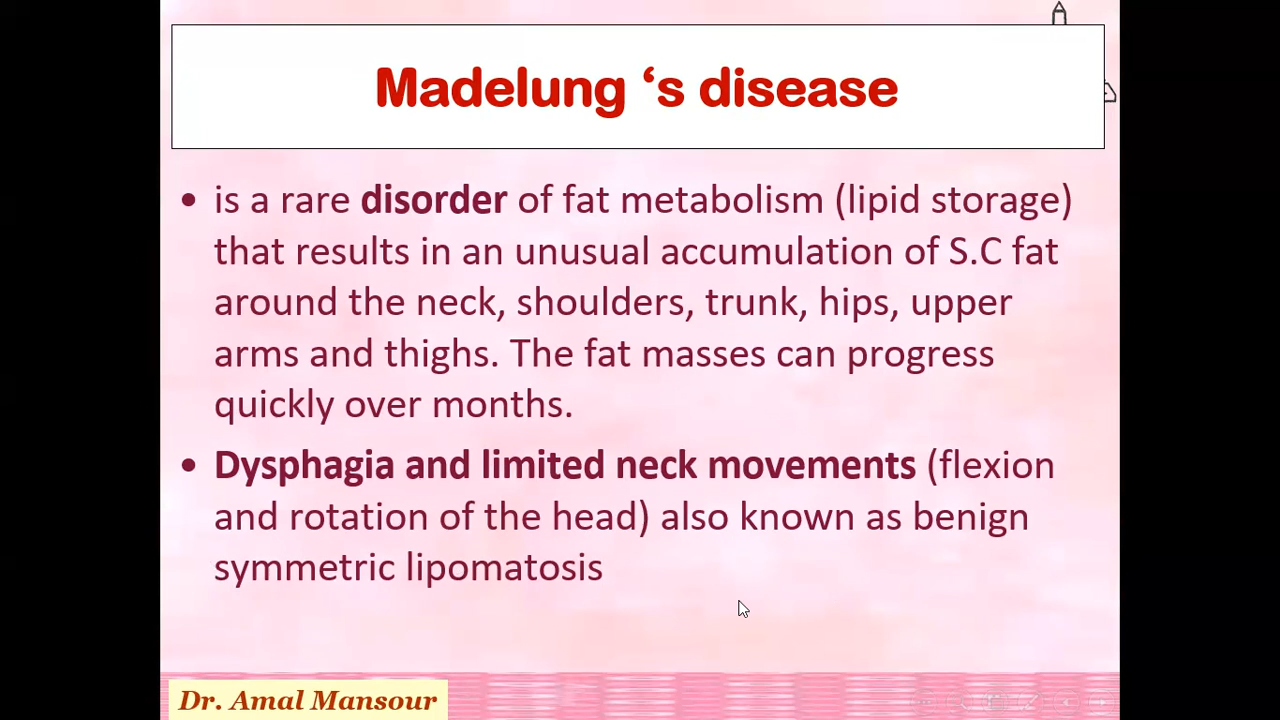 Madelung ‘s disease
• is a rare disorder of fat metabolism (lipid storage)
that results in an unusual accumulation of S.C fat
around the neck, shoulders, trunk, hips, upper
arms and thighs. The fat masses can progress
quickly over months.
• Dysphagia and limited neck movements (flexion
and rotation of the head) also known as benign
symmetric lipomatosis
Dr. Amal Mansour